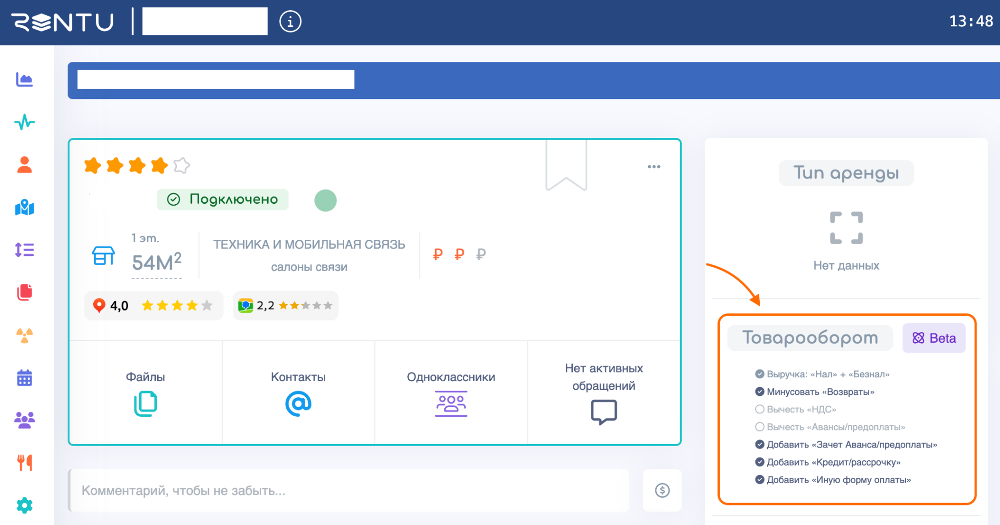 RENTU
13:48
Подключено
1 эт.
54М²
ТЕХНИКА И МОБИЛЬНАЯ СВЯЗЬ
салоны связи
₽ ₽ ₽
4,0
2,2
Файлы
Контакты
Одноклассники
Нет активных
обращений
Комментарий, чтобы не забыть...
Тип аренды
Нет данных
Товарооборот
Beta
Выручка: «Нал» + «Безнал»
Минусовать «Возвраты»
Вычесть «НДС»
Вычесть «Авансы/предоплаты»
Добавить «Зачет Аванса/предоплаты»
Добавить «Кредит/рассрочку»
Добавить «Иную форму оплаты»